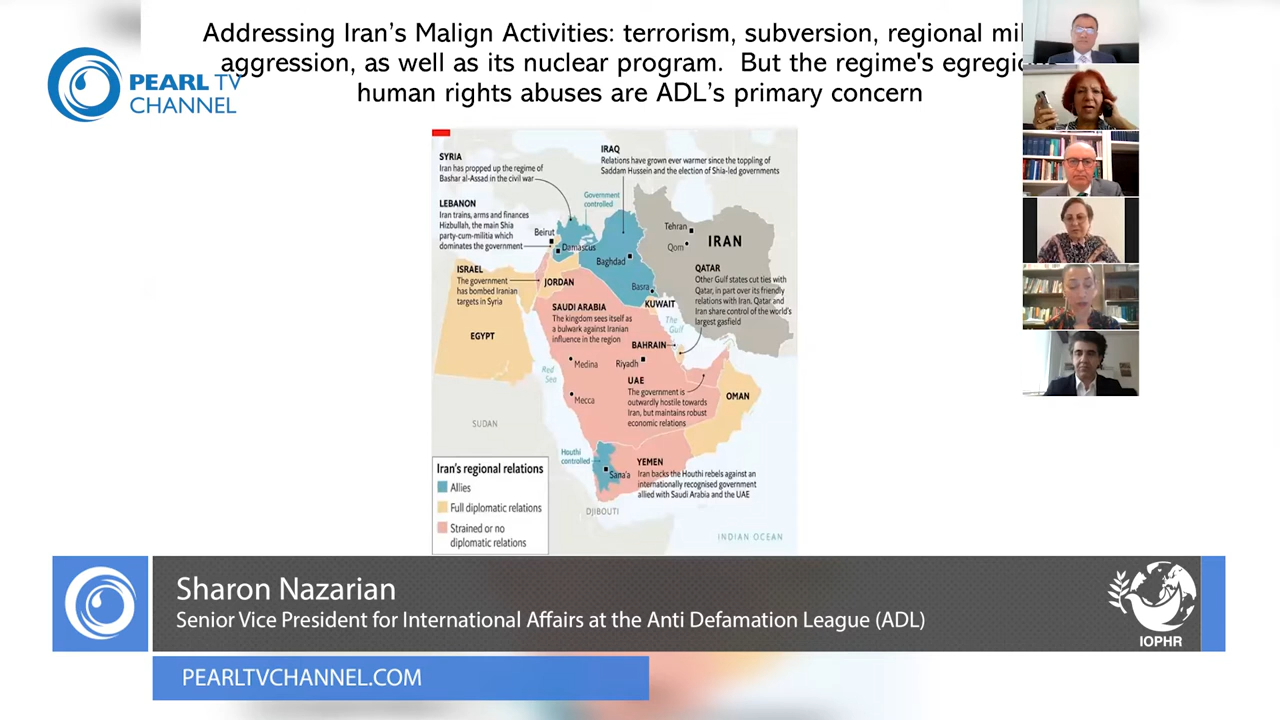 Addressing Iran's Malign Activities: terrorism, subversion, regional mil
aggression, as well as its nuclear program.  But the regime's egregio
human rights abuses are ADL's primary concern
PEARL TV
CHANNEL
SYRIA
Iran has propped up the regime of
Bashar al-Assad in the civil war
IRAQ
Relations have grown ever warmer since the toppling of
Saddam Hussein and the election of Shia-led governments
LEBANON
Iran trains, arms and finances
Hizbullah, the main Shia
party-cum-militia which
dominates the government
Government
controlled
Beirut
Damascus
Tehran
Qom
IRAN
Baghdad
Basra
ISRAEL
The government
has bombed Iranian
targets in Syria
JORDAN
QATAR
Other Gulf states cut ties with
Qatar, in part over its friendly
relations with Iran. Qatar and
Iran share control of the world's
largest gasfield
SAUDI ARABIA
The kingdom sees itself as
a bulwark against Iranian
influence in the region
KUWAIT
The
Gulf
EGYPT
BAHRAIN
Medina
Riyadh
Red
Sea
Mecca
UAE
The government is
outwardly hostile towards
Iran, but maintains robust
economic relations
OMAN
SUDAN
Houthi
controlled
Sana'a
YEMEN
Iran backs the Houthi rebels against an
internationally recognised government
allied with Saudi Arabia and the UAE
Iran's regional relations
Allies
Full diplomatic relations
Strained or no
diplomatic relations
DJIBOUTI
INDIAN OCEAN
Sharon Nazarian
Senior Vice President for International Affairs at the Anti Defamation League (ADL)
IOPHR
PEARLTVCHANNEL.COM